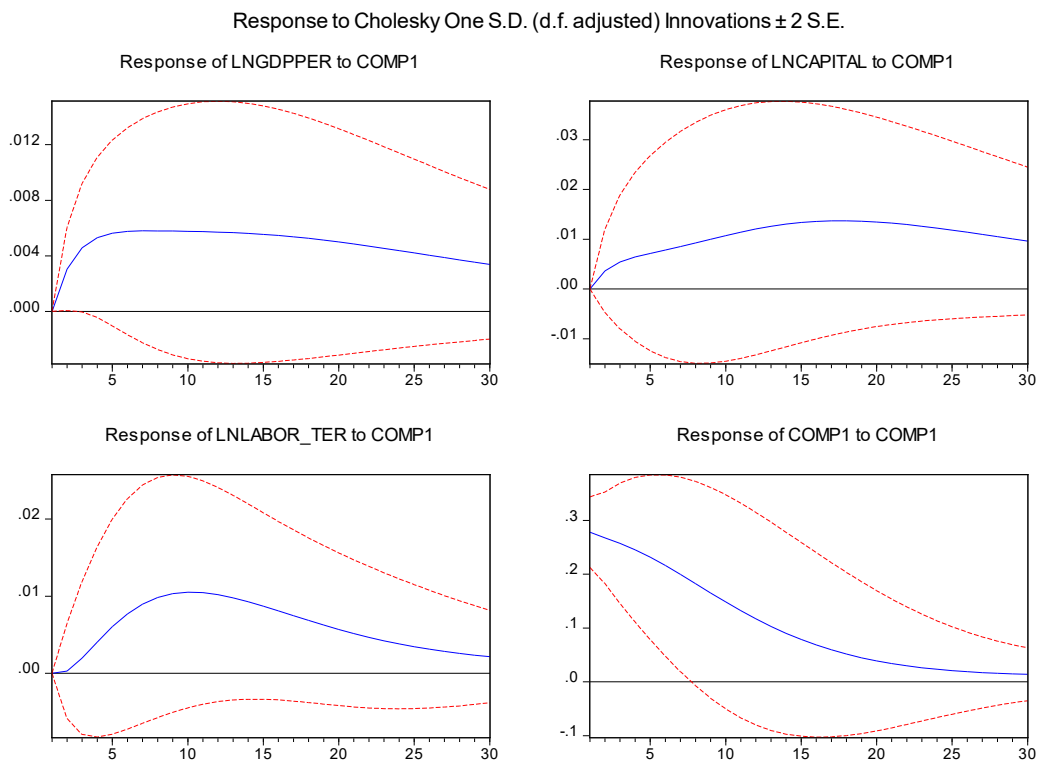 Response to Cholesky One S.D. (d.f. adjusted) Innovations ± 2 S.E.
Response of LNGDPPER to COMP1
.012
.008
.004
.000
5 10 15 20 25 30
Response of LNCAPITAL to COMP1
.03
.02
.01
.00
-.01
5 10 15 20 25 30
Response of LNLABOR_TER to COMP1
.02
.01
.00
5 10 15 20 25 30
Response of COMP1 to COMP1
.3
.2
.1
.0
-.1
5 10 15 20 25 30